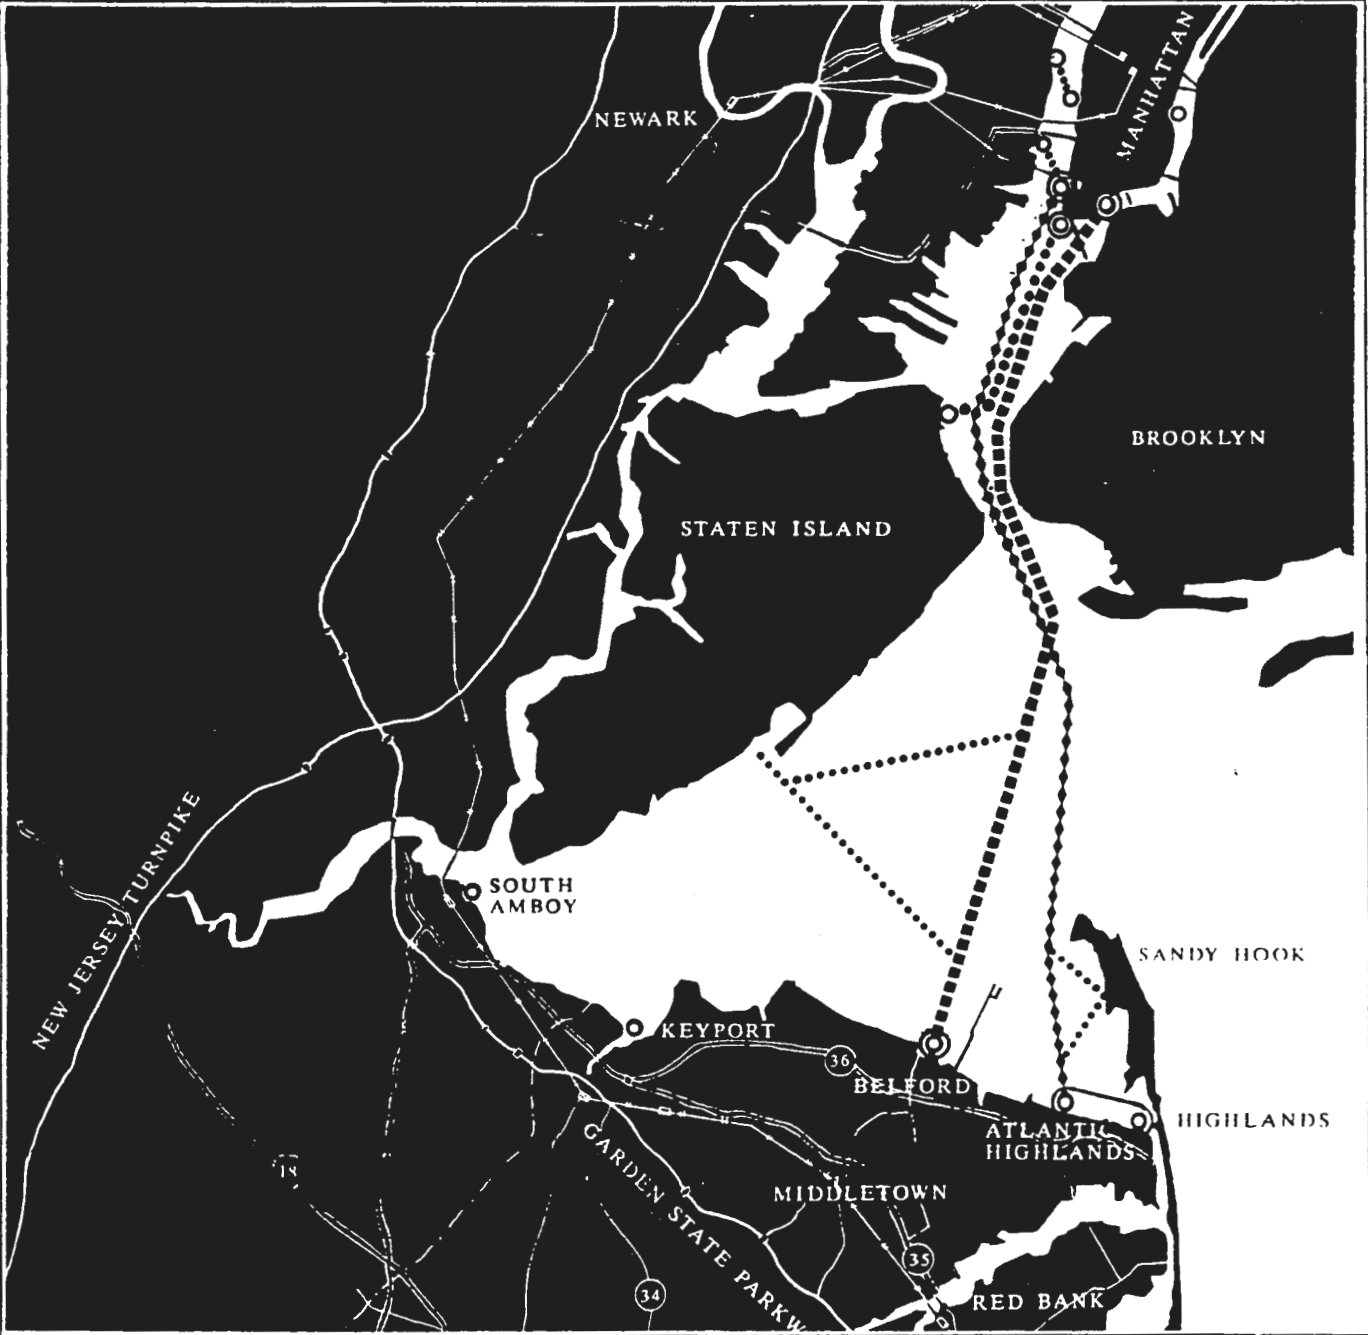 MANHATTAN
NEWARK
BROOKLYN
STATEN ISLAND
NEW JERSEY TURNPIKE
SOUTH
AMBOY
SANDY HOOK
KEYPORT
36
BELFORD
HIGHLANDS
ATLANTIC
HIGHLANDS
GARDEN STATE PARKW
18
MIDDLETOWN
35
34
RED BANK